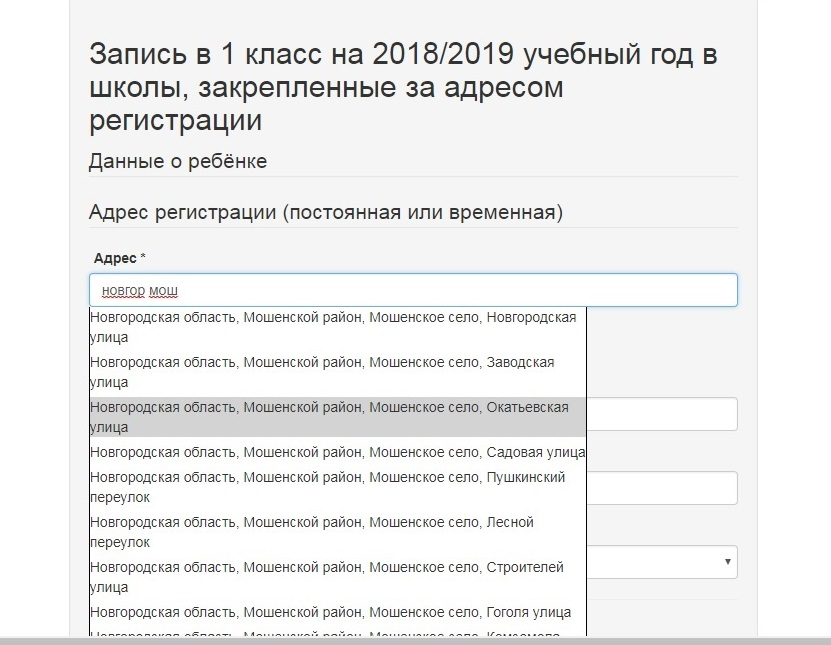 Запись в 1 класс на 2018/2019 учебный год в
школы, закрепленные за адресом
регистрации
Данные о ребёнке
Адрес регистрации (постоянная или временная)
Адрес *
новгор мош
Новгородская область, Мошенской район, Мошенское село, Новгородская
улица
Новгородская область, Мошенской район, Мошенское село, Заводская
улица
Новгородская область, Мошенской район, Мошенское село, Окатьевская
улица
Новгородская область, Мошенской район, Мошенское село, Садовая улица
Новгородская область, Мошенской район, Мошенское село, Пушкинский
переулок
Новгородская область, Мошенской район, Мошенское село, Лесной
переулок
Новгородская область, Мошенской район, Мошенское село, Строителей
улица
Новгородская область, Мошенской район, Мошенское село, Гоголя улица